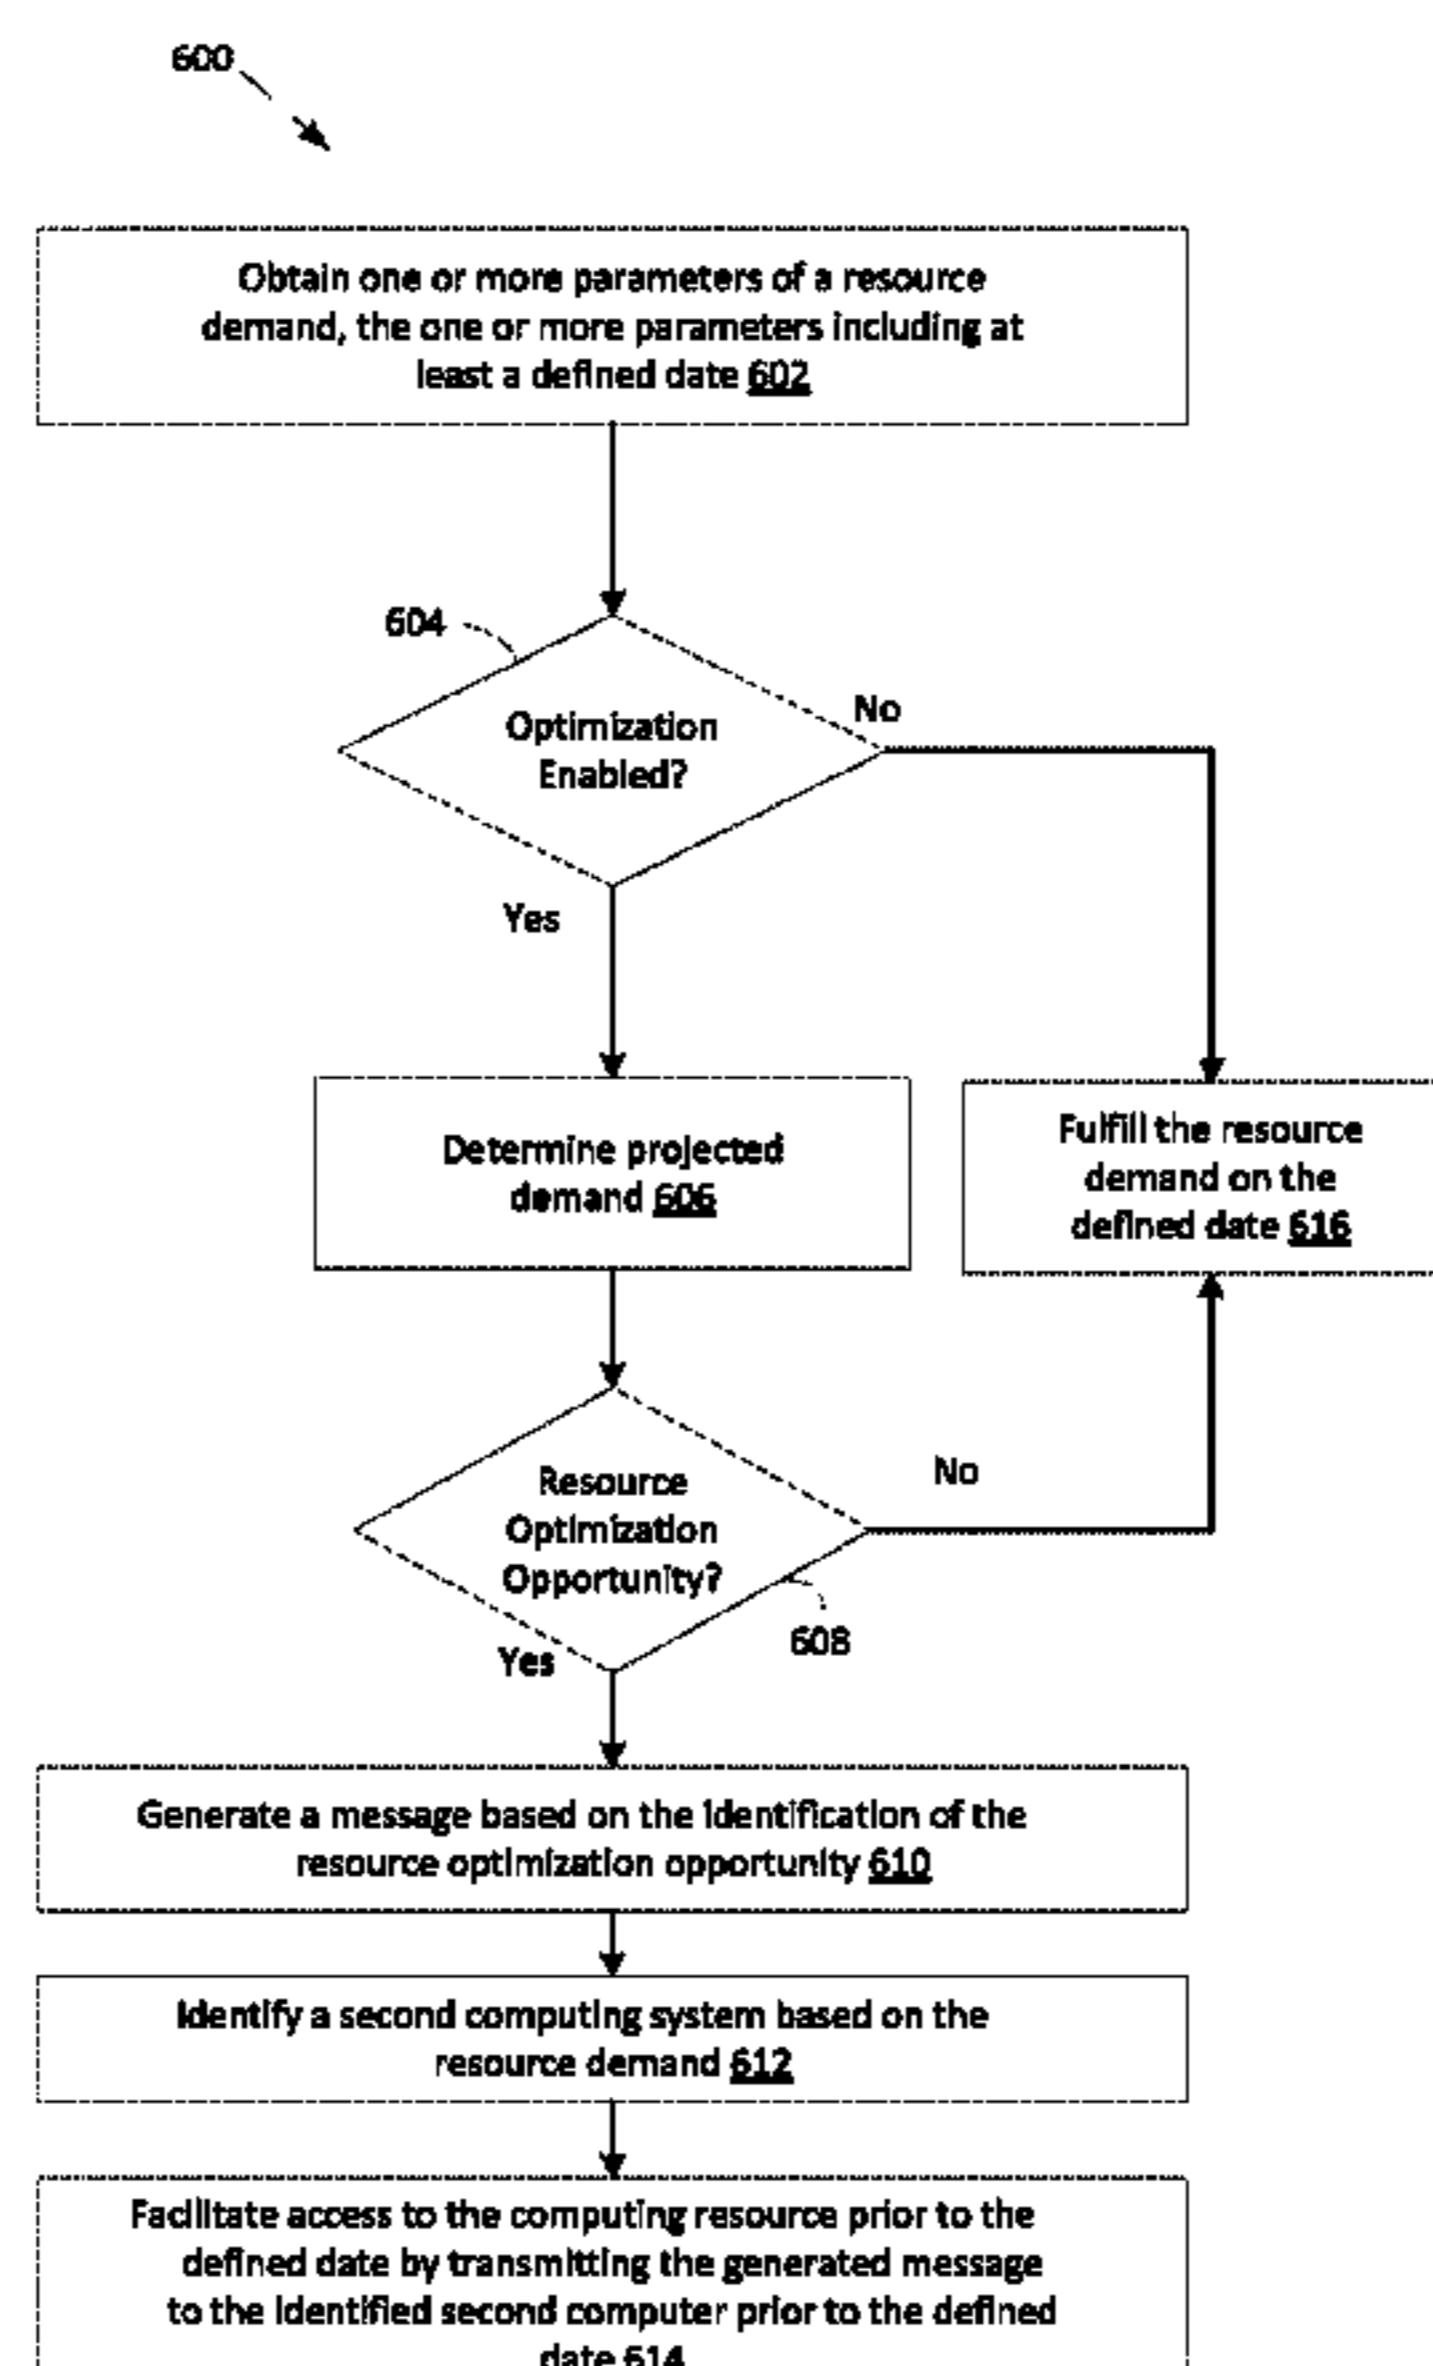 600
Obtain one or more parameters of a resource
demand, the one or more parameters including at
least a defined date 602
604
Optimization
Enabled?
No
Yes
Determine projected
demand 606
Fulfill the resource
demand on the
defined date 616
Resource
Optimization
Opportunity?
No
608
Yes
Generate a message based on the identification of the
resource optimization opportunity 610
Identify a second computing system based on the
resource demand 612
Facilitate access to the computing resource prior to the
defined date by transmitting the generated message
to the identified second computer prior to the defined
date 614